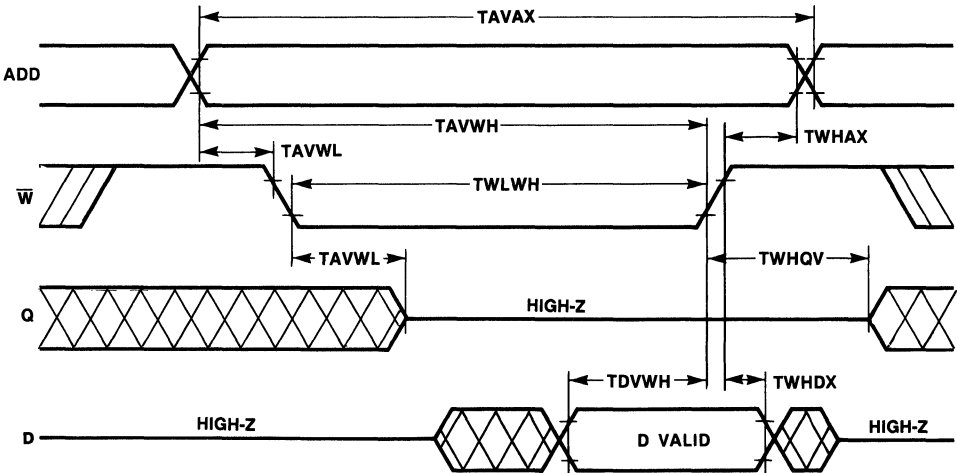 TAVAX
ADD
TAVWH
TWHAX
TAVWL
W̅
TWLWH
TAVWL
TWHQV
Q
HIGH-Z
TDVWH
TWHDX
HIGH-Z
D
D VALID
HIGH-Z